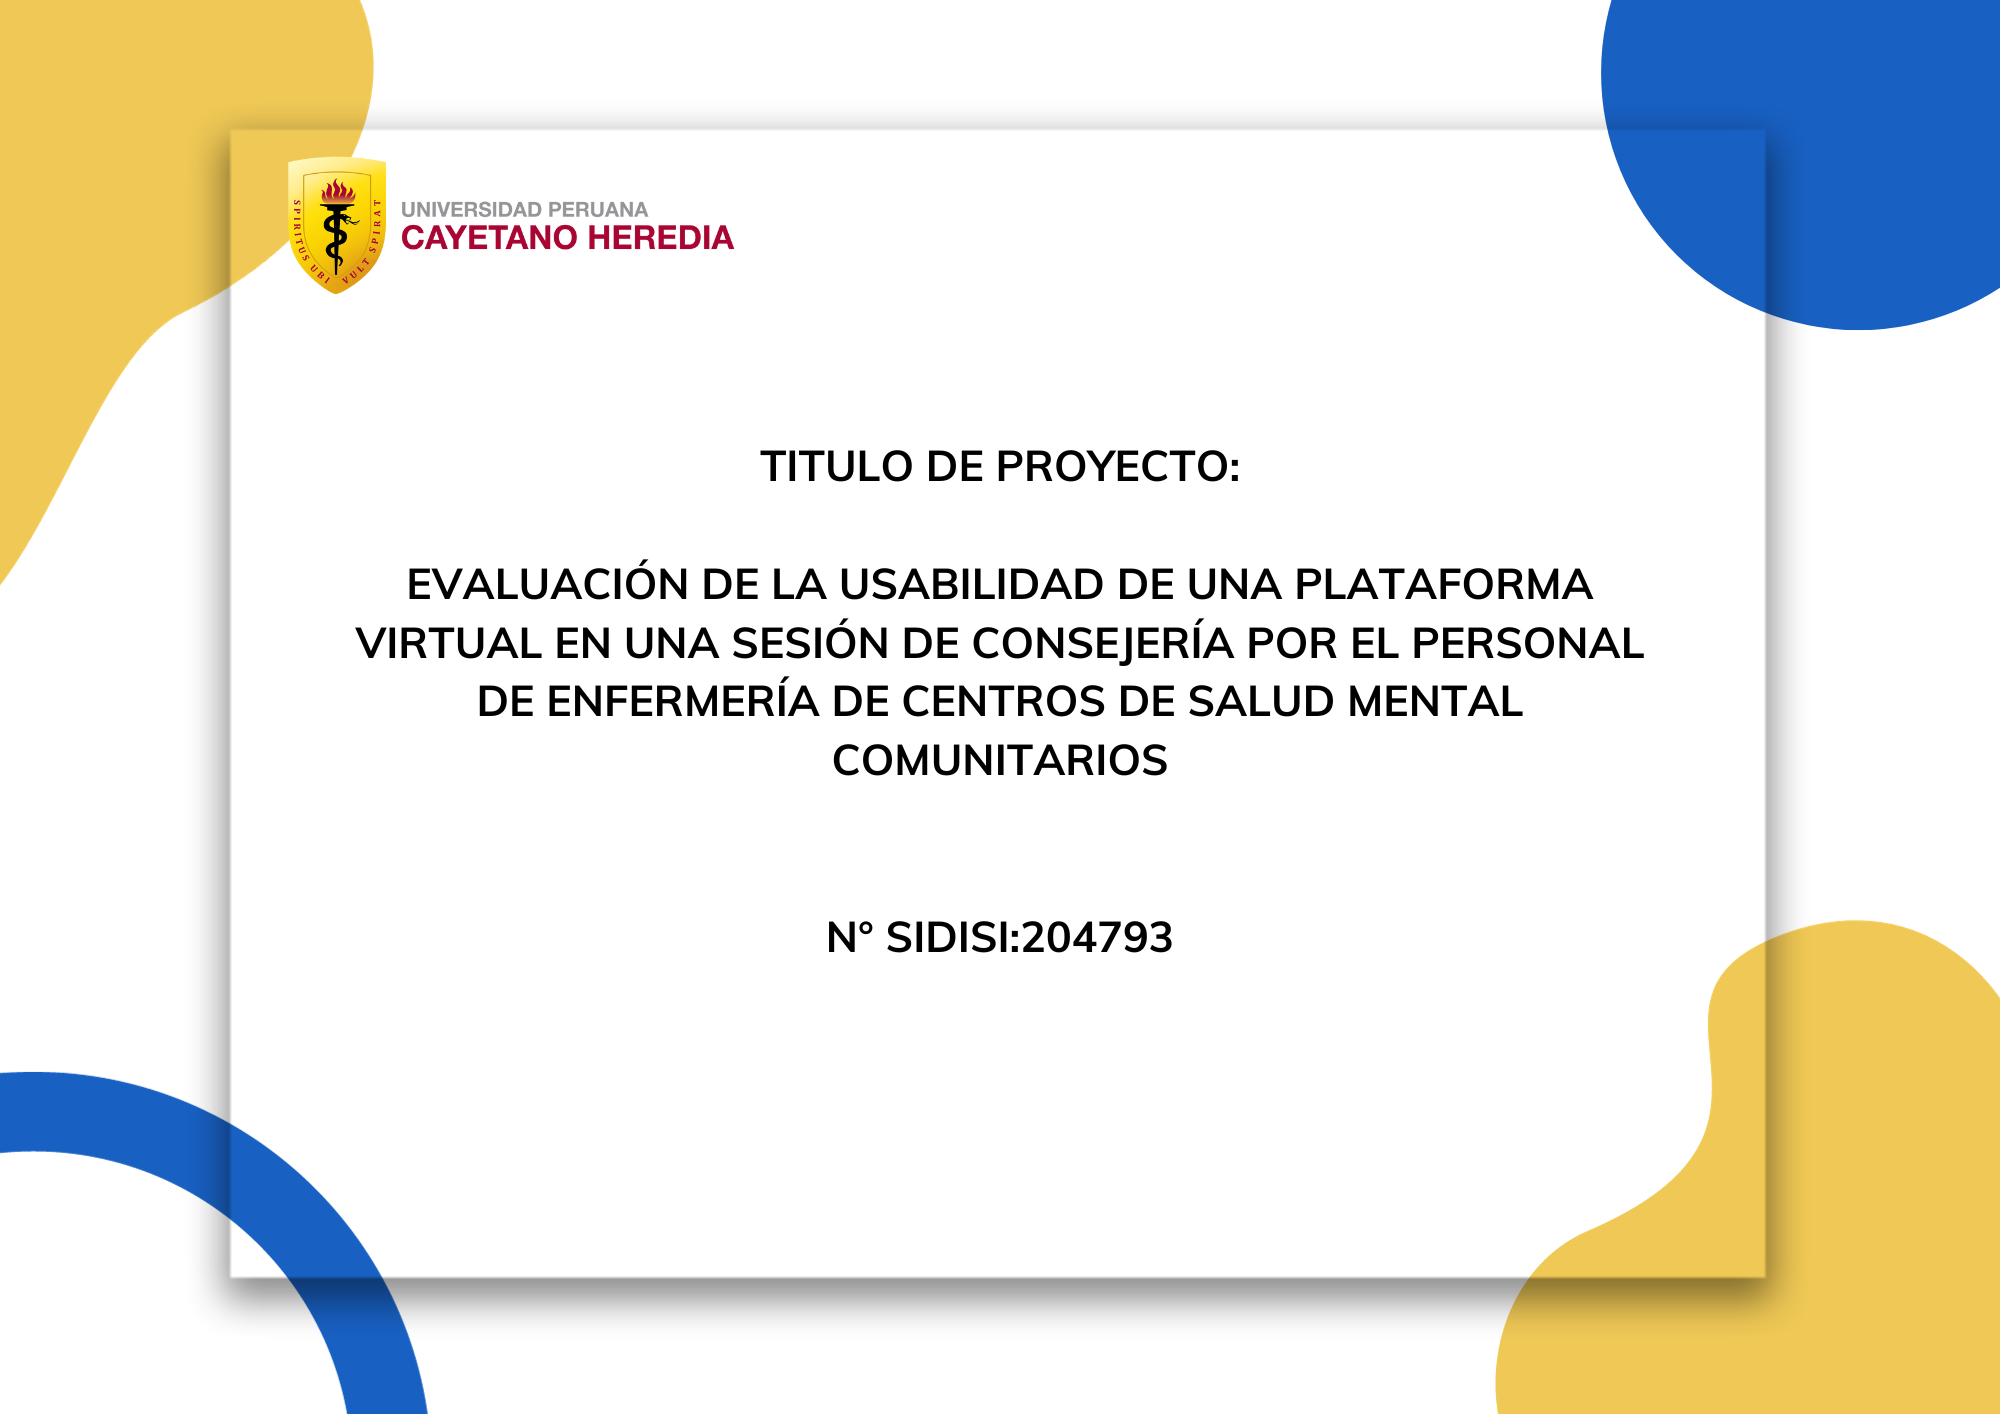 SPIRITUS UBI VULT SPIRAT
UNIVERSIDAD PERUANA
CAYETANO HEREDIA
TITULO DE PROYECTO:
EVALUACIÓN DE LA USABILIDAD DE UNA PLATAFORMA
VIRTUAL EN UNA SESIÓN DE CONSEJERÍA POR EL PERSONAL
DE ENFERMERÍA DE CENTROS DE SALUD MENTAL
COMUNITARIOS
N° SIDISI:204793